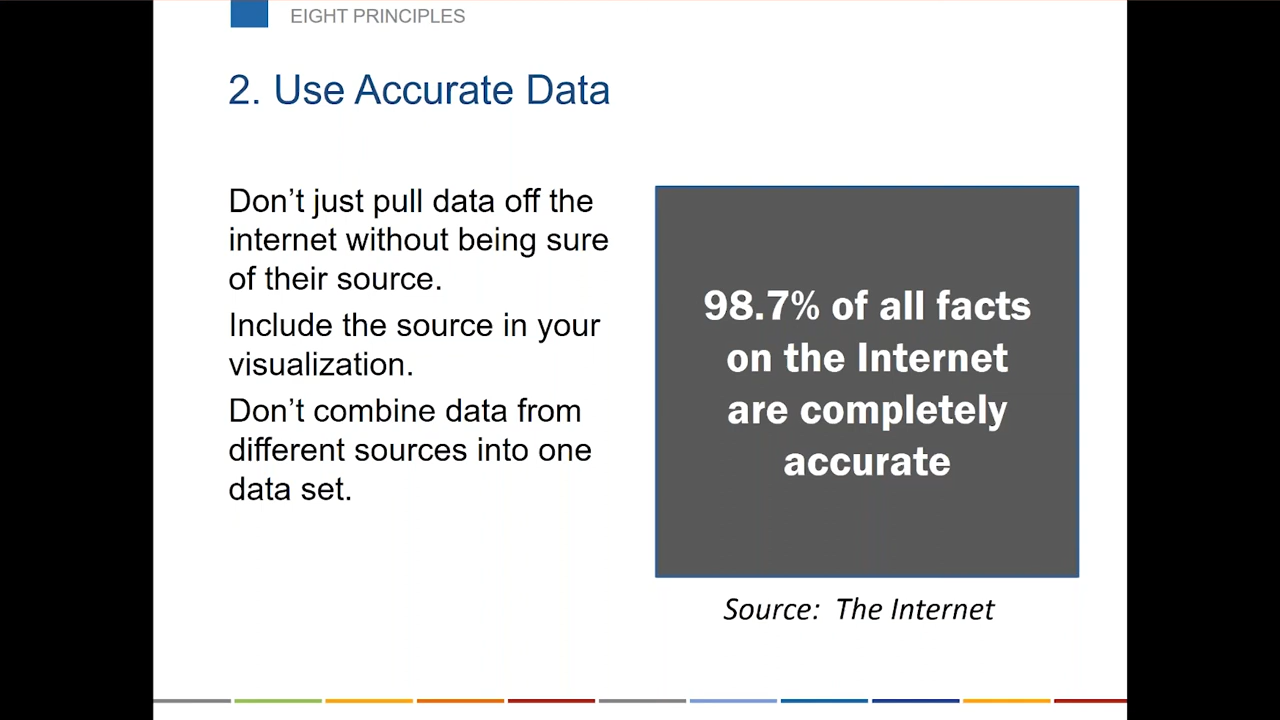 EIGHT PRINCIPLES
2. Use Accurate Data
Don’t just pull data off the
internet without being sure
of their source.
Include the source in your
visualization.
Don’t combine data from
different sources into one
data set.
98.7% of all facts
on the Internet
are completely
accurate
Source: The Internet